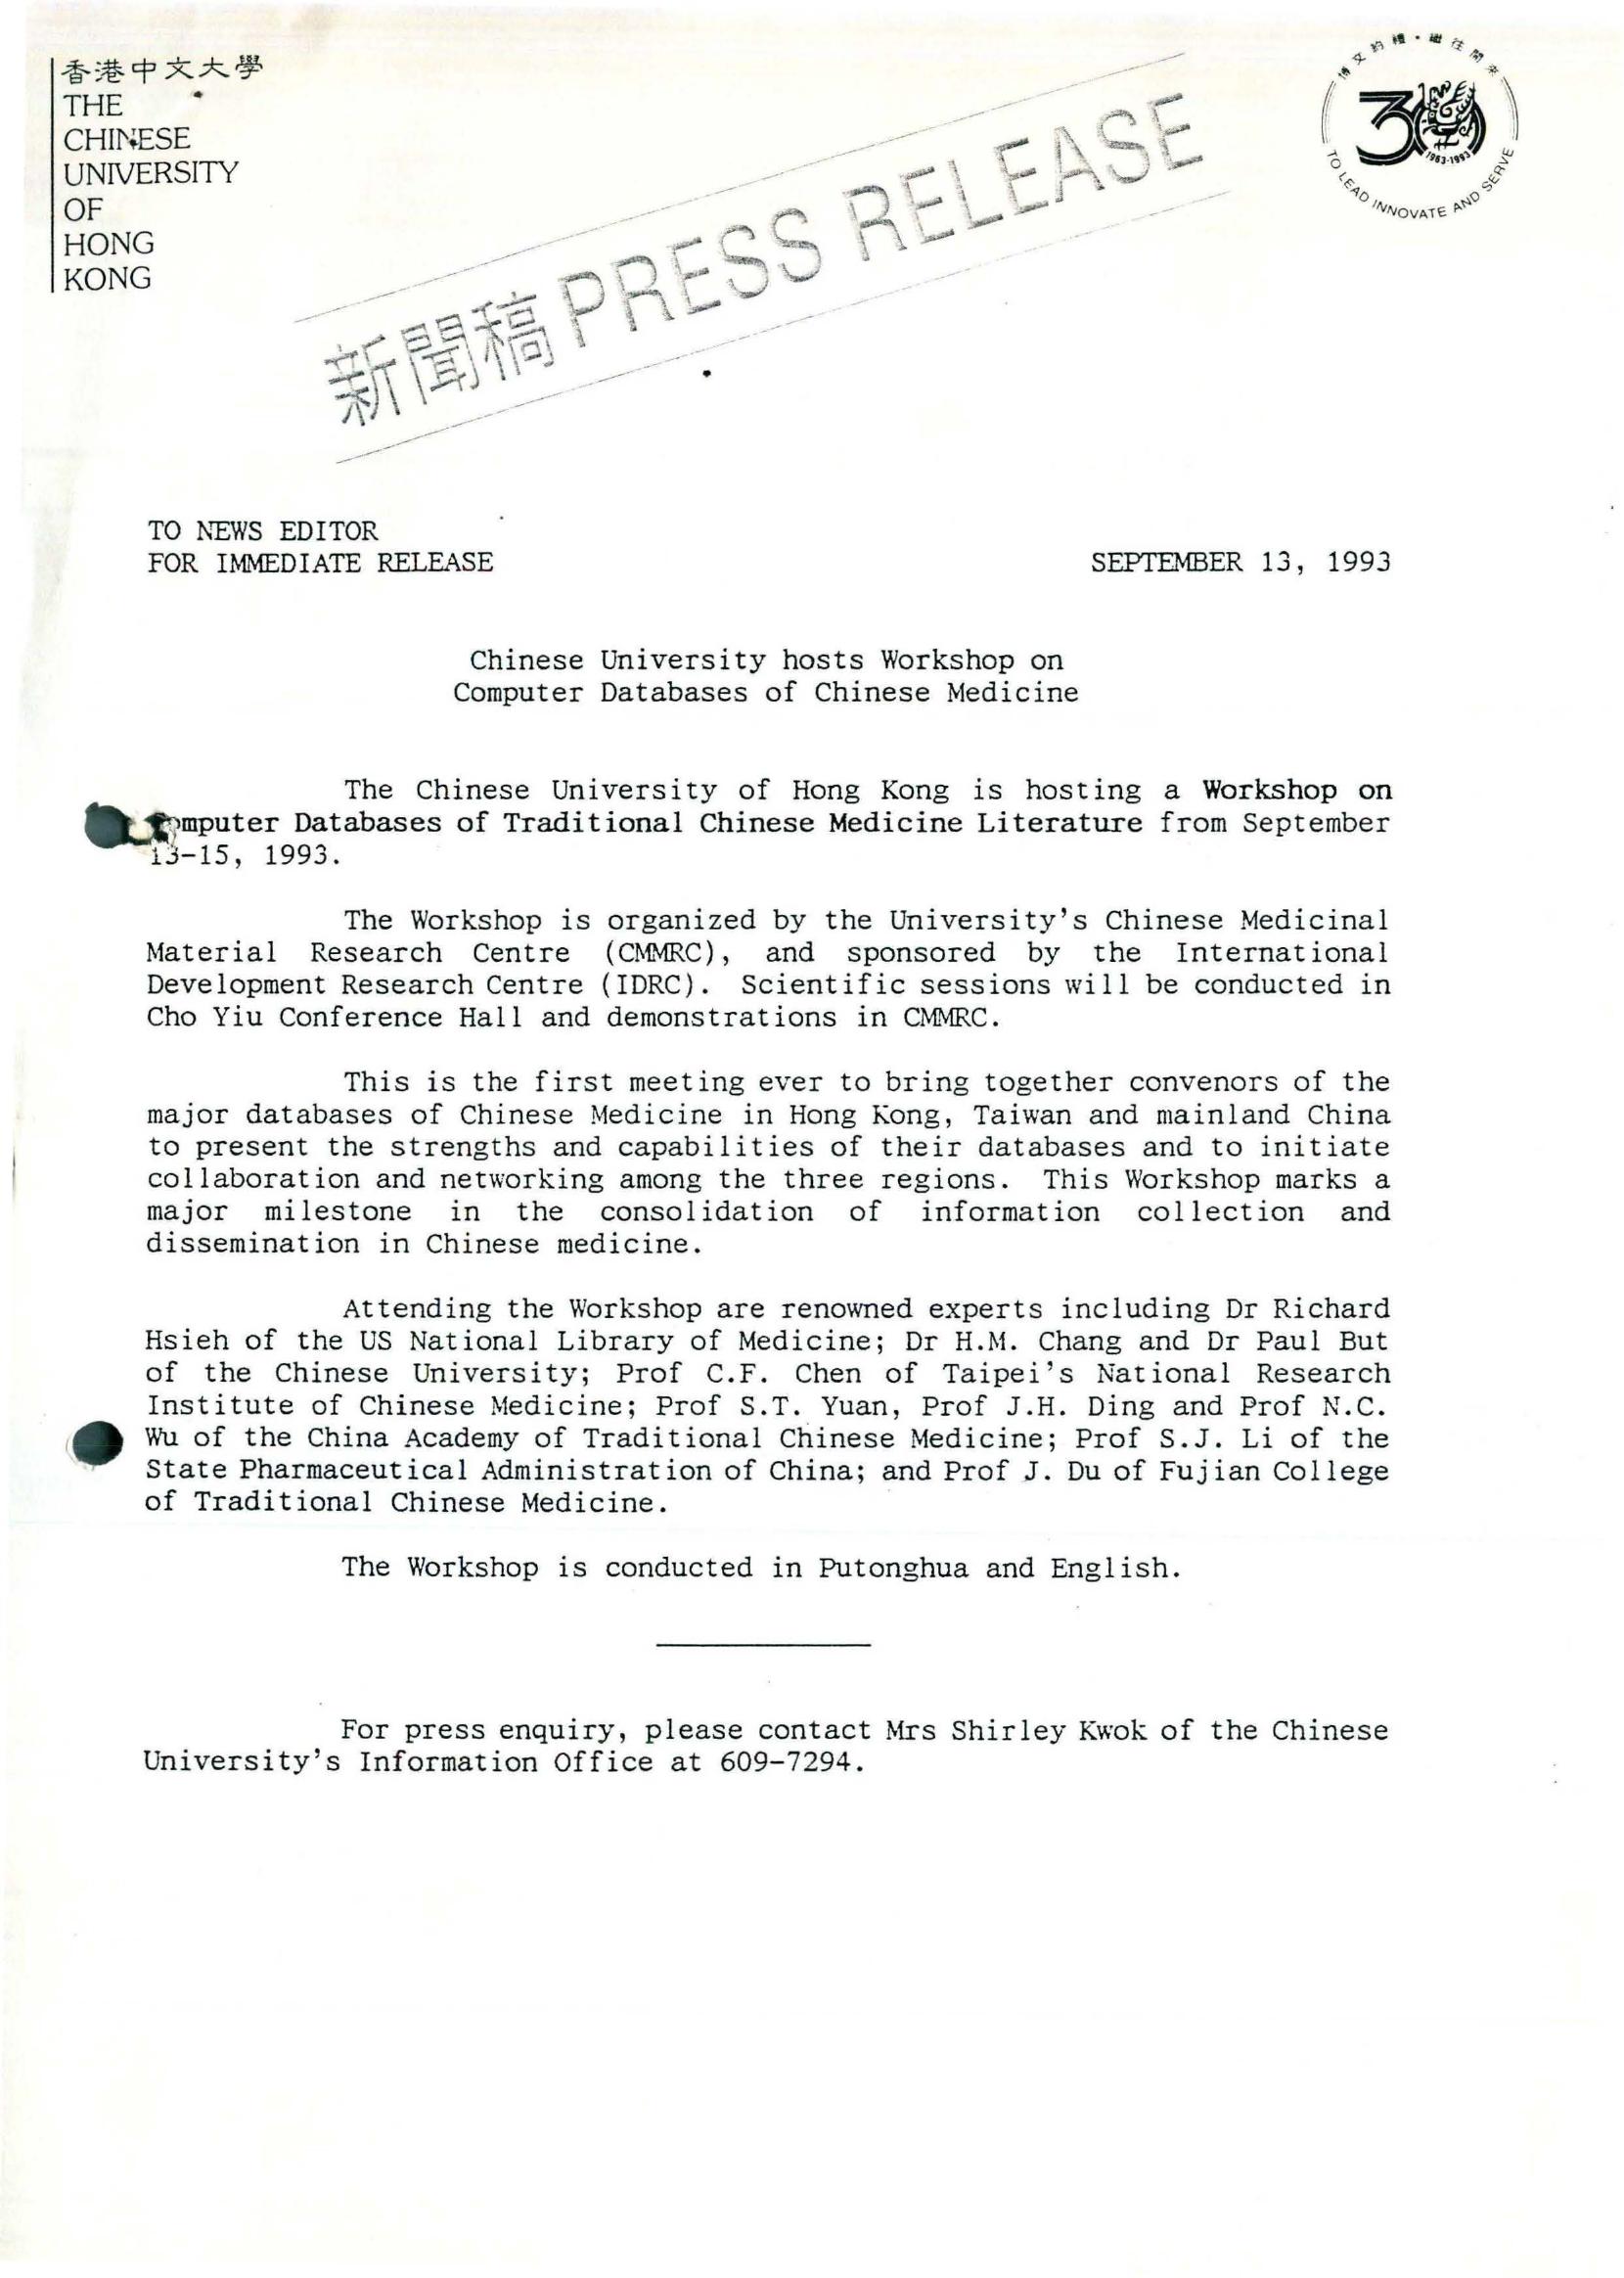 香港中文大學
THE
CHINESE
UNIVERSITY
OF
HONG
KONG
新聞稿 PRESS RELEASE
博文約禮·繼往開來
30
1963-1993
TO LEAD INNOVATE AND SERVE
TO NEWS EDITOR
FOR IMMEDIATE RELEASE SEPTEMBER 13, 1993
Chinese University hosts Workshop on
Computer Databases of Chinese Medicine
The Chinese University of Hong Kong is hosting a Workshop on
omputer Databases of Traditional Chinese Medicine Literature from September
13-15, 1993.
The Workshop is organized by the University's Chinese Medicinal
Material Research Centre (CMMRC), and sponsored by the International
Development Research Centre (IDRC). Scientific sessions will be conducted in
Cho Yiu Conference Hall and demonstrations in CMMRC.
This is the first meeting ever to bring together convenors of the
major databases of Chinese Medicine in Hong Kong, Taiwan and mainland China
to present the strengths and capabilities of their databases and to initiate
collaboration and networking among the three regions. This Workshop marks a
major milestone in the consolidation of information collection and
dissemination in Chinese medicine.
Attending the Workshop are renowned experts including Dr Richard
Hsieh of the US National Library of Medicine; Dr H.M. Chang and Dr Paul But
of the Chinese University; Prof C.F. Chen of Taipei's National Research
Institute of Chinese Medicine; Prof S.T. Yuan, Prof J.H. Ding and Prof N.C.
Wu of the China Academy of Traditional Chinese Medicine; Prof S.J. Li of the
State Pharmaceutical Administration of China; and Prof J. Du of Fujian College
of Traditional Chinese Medicine.
The Workshop is conducted in Putonghua and English.
For press enquiry, please contact Mrs Shirley Kwok of the Chinese
University's Information Office at 609-7294.